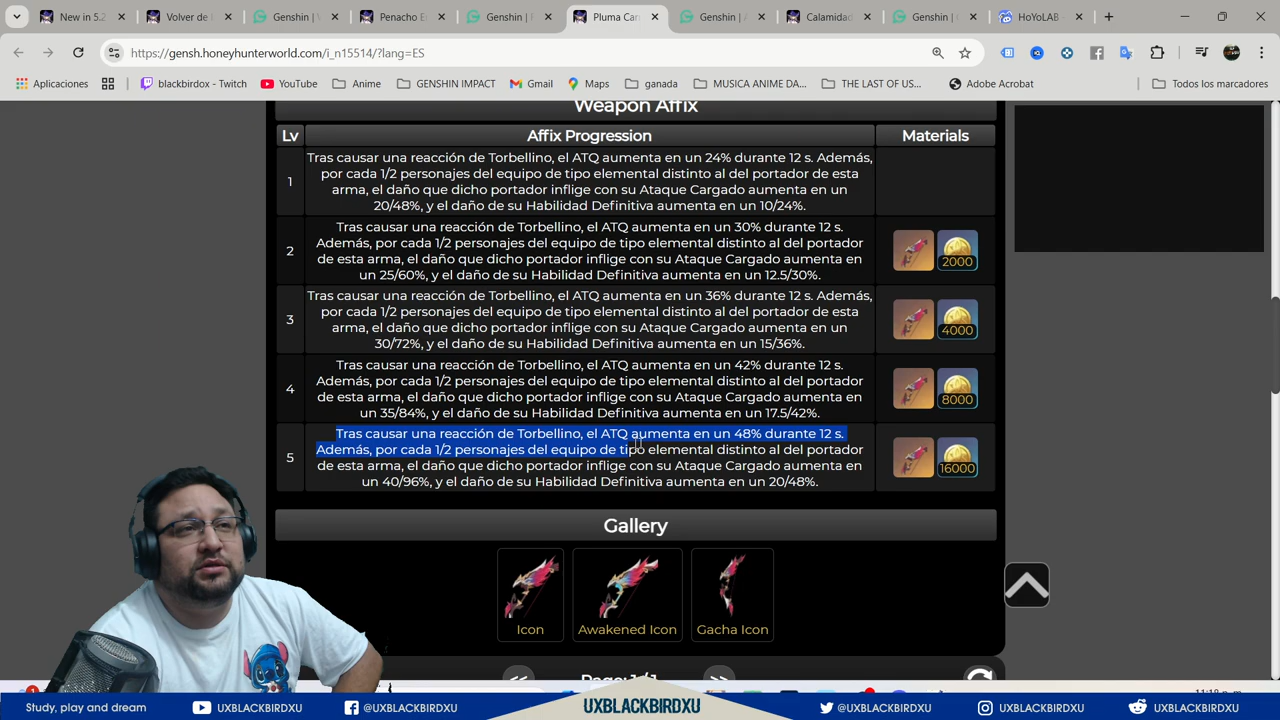 New in 5.2
Volver de
Genshin | V
Penacho E
Genshin | F
Pluma Car
Genshin | A
Calamidad
Genshin | C
HoYoLAB
https://gensh.honeyhunterworld.com/i_n15514/?lang=ES
Aplicaciones
blackbirdox - Twitch
YouTube
Anime
GENSHIN IMPACT
Gmail
Maps
ganada
MUSICA ANIME DA...
THE LAST OF US...
Adobe Acrobat
Todos los marcadores
Weapon Affix
Lv
Affix Progression
Materials
1
Tras causar una reacción de Torbellino, el ATQ aumenta en un 24% durante 12 s. Además,
por cada 1/2 personajes del equipo de tipo elemental distinto al del portador de esta
arma, el daño que dicho portador inflige con su Ataque Cargado aumenta en un
20/48%, y el daño de su Habilidad Definitiva aumenta en un 10/24%.
2
Tras causar una reacción de Torbellino, el ATQ aumenta en un 30% durante 12 s.
Además, por cada 1/2 personajes del equipo de tipo elemental distinto al del portador
de esta arma, el daño que dicho portador inflige con su Ataque Cargado aumenta en
un 25/60%, y el daño de su Habilidad Definitiva aumenta en un 12.5/30%.
2000
3
Tras causar una reacción de Torbellino, el ATQ aumenta en un 36% durante 12 s. Además,
por cada 1/2 personajes del equipo de tipo elemental distinto al del portador de esta
arma, el daño que dicho portador inflige con su Ataque Cargado aumenta en un
30/72%, y el daño de su Habilidad Definitiva aumenta en un 15/36%.
4000
4
Tras causar una reacción de Torbellino, el ATQ aumenta en un 42% durante 12 s.
Además, por cada 1/2 personajes del equipo de tipo elemental distinto al del portador
de esta arma, el daño que dicho portador inflige con su Ataque Cargado aumenta en
un 35/84%, y el daño de su Habilidad Definitiva aumenta en un 17.5/42%.
8000
5
Tras causar una reacción de Torbellino, el ATQ aumenta en un 48% durante 12 s.
Además, por cada 1/2 personajes del equipo de tipo elemental distinto al del portador
de esta arma, el daño que dicho portador inflige con su Ataque Cargado aumenta en
un 40/96%, y el daño de su Habilidad Definitiva aumenta en un 20/48%.
16000
Gallery
Icon
Awakened Icon
Gacha Icon
<<
Page: 1/1
>>
Study, play and dream
UXBLACKBIRDXU
@UXBLACKBIRDXU
UXBLACKBIRDXU
@UXBLACKBIRDXU
UXBLACKBIRDXU
UXBLACKBIRDXU